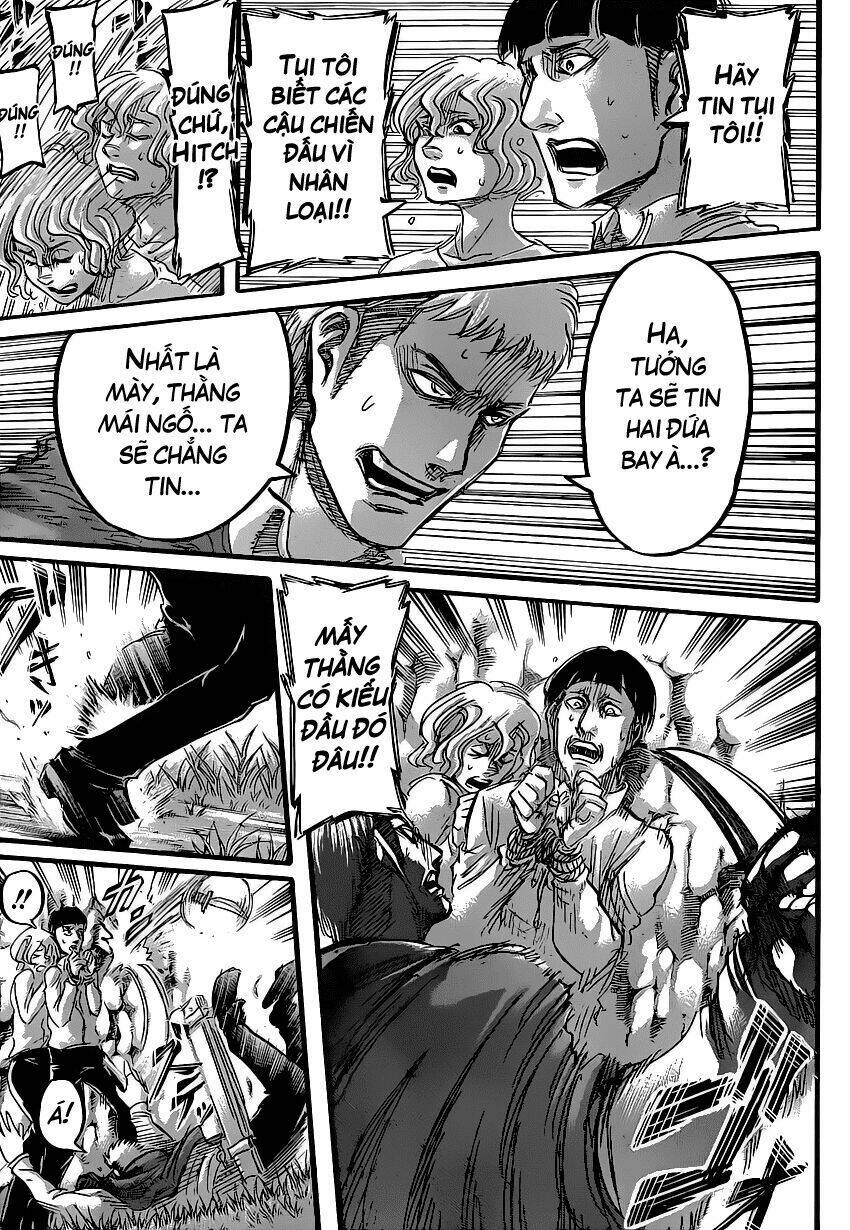 HÃY
TIN TỤI
TÔI!!
TỤI TÔI
BIẾT CÁC
CẬU CHIẾN
ĐẤU VÌ
NHÂN
LOẠI!!
ĐÚNG
CHỨ,
HITCH
!?
ĐÚNG
!!
ĐÚNG
!!
HA,
TƯỞNG
TA SẼ TIN
HAI ĐỨA
BAY À...?
NHẤT LÀ
MÀY, THẰNG
MÁI NGỐ... TA
SẼ CHẲNG
TIN...
MẤY
THẰNG
CÓ KIỂU
ĐẦU ĐÓ
ĐÂU!!
!!
Á!